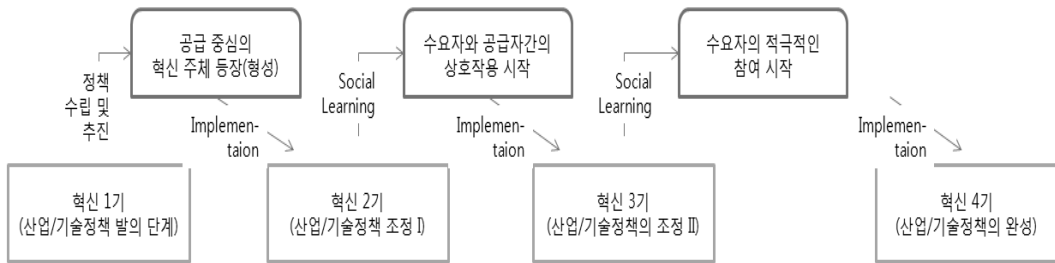 공급 중심의
혁신 주체 등장(형성)
수요자와 공급자간의
상호작용 시작
수요자의 적극적인
참여 시작
정책
수립 및
추진
Implemen-
taion
Social
Learning
Implemen-
taion
Social
Learning
Implemen-
taion
혁신 1기
(산업/기술정책 발의 단계)
혁신 2기
(산업/기술정책 조정 I)
혁신 3기
(산업/기술정책의 조정 II)
혁신 4기
(산업/기술정책의 완성)